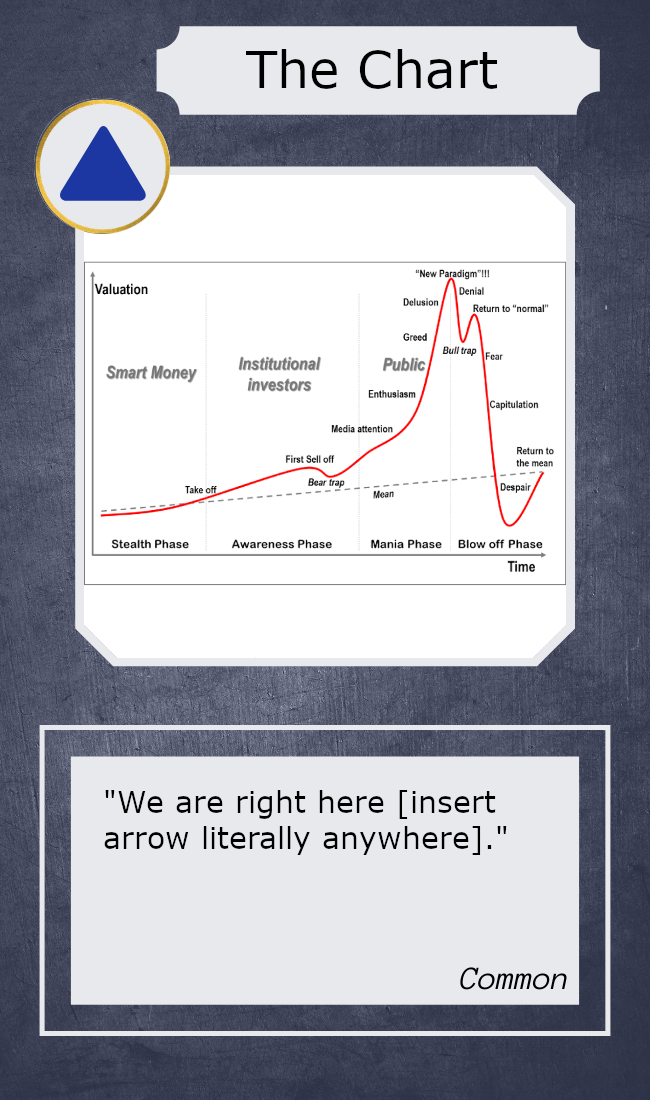 The Chart
Valuation
"New Paradigm"!!!
Denial
Delusion
Return to "normal"
Greed
Bull trap
Fear
Smart Money
Institutional
investors
Public
Enthusiasm
Capitulation
Media attention
First Sell off
Return to
the mean
Bear trap
Take off
Mean
Despair
Stealth Phase
Awareness Phase
Mania Phase
Blow off Phase
Time
"We are right here [insert
arrow literally anywhere]."
Common